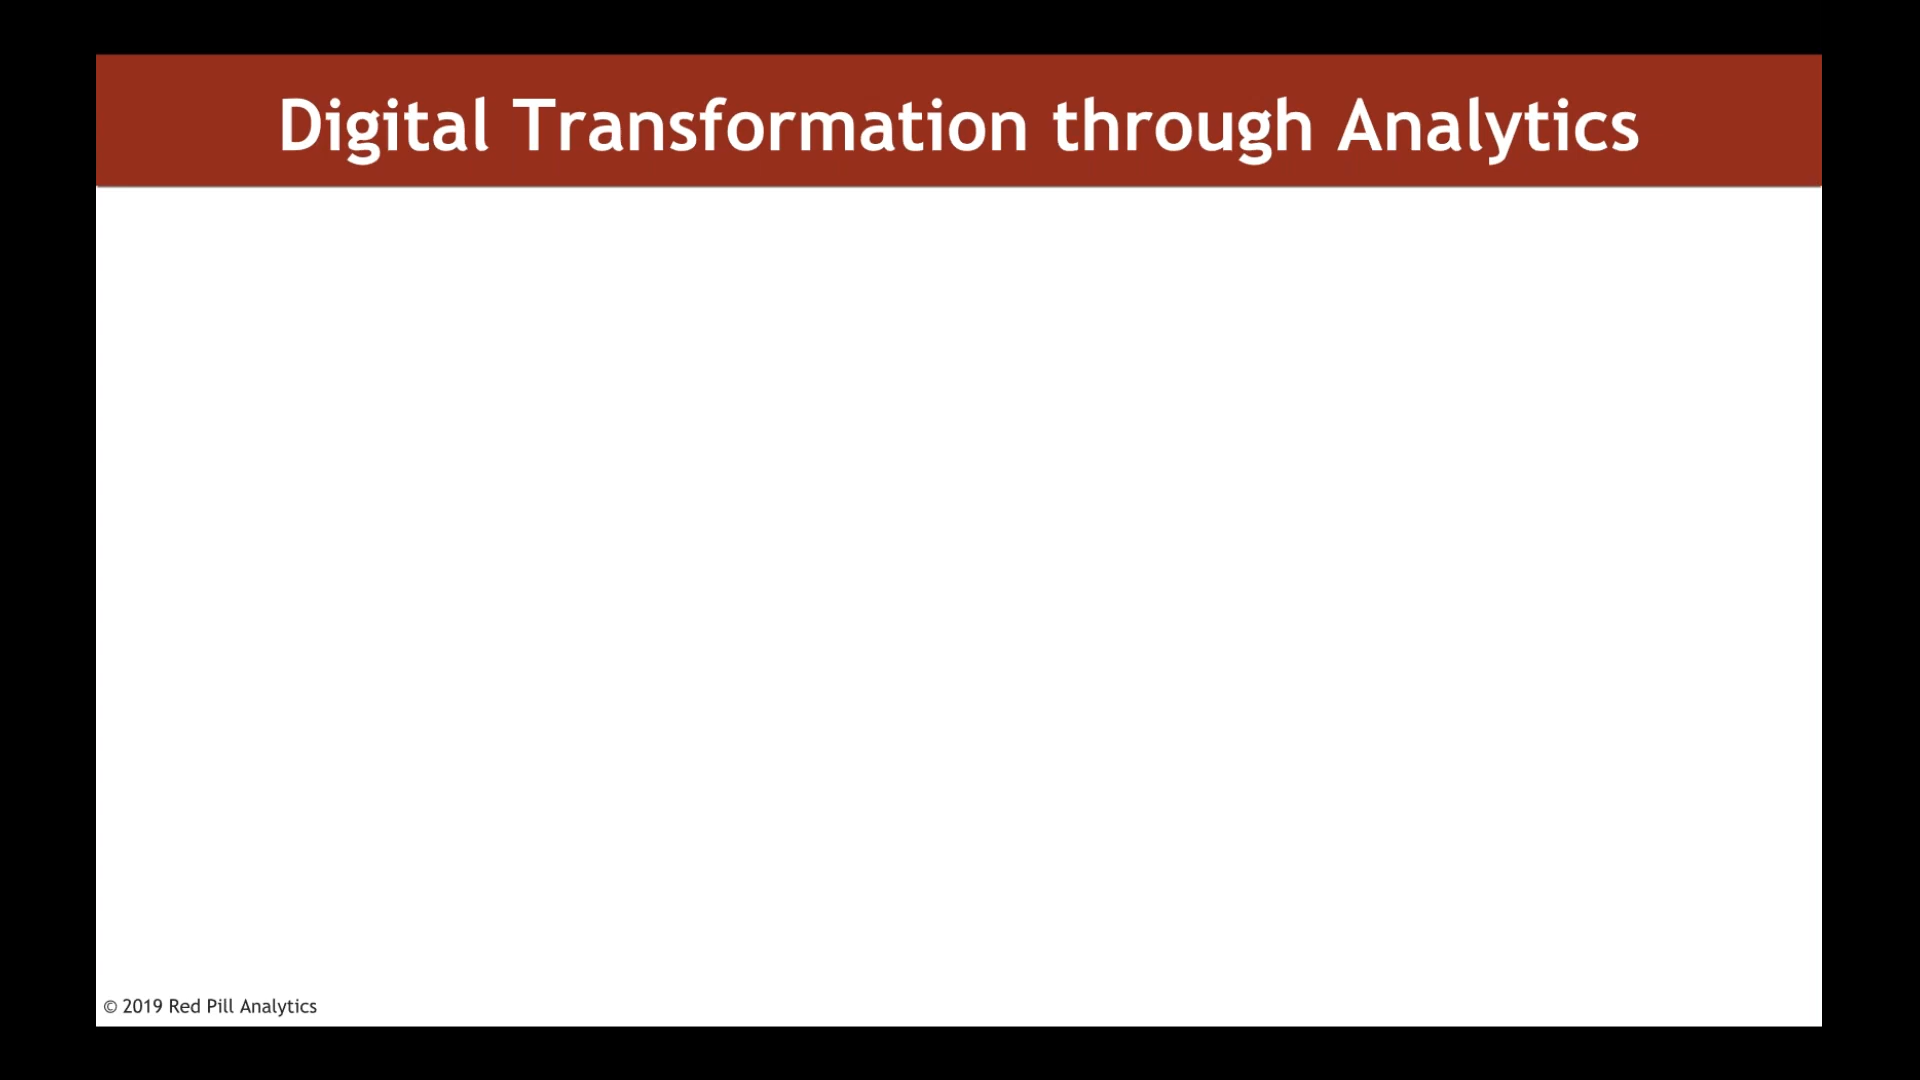 Digital Transformation through Analytics
© 2019 Red Pill Analytics